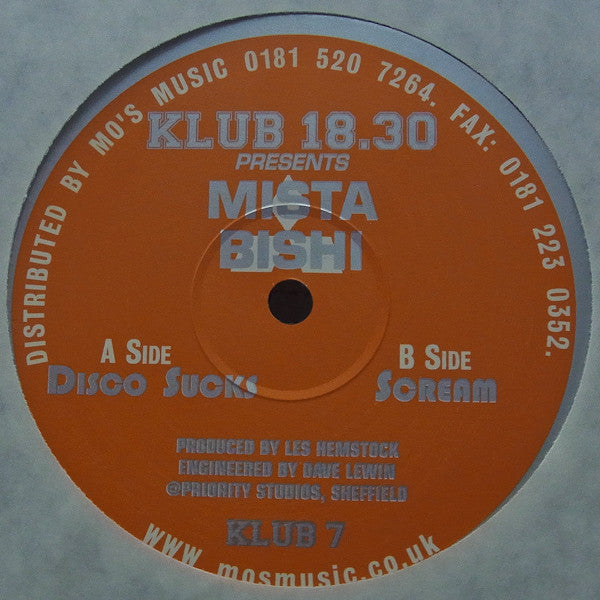 DISTRIBUTED BY MO'S MUSIC 0181 520 7264. FAX: 0181 223 0352.
KLUB 18.30
PRESENTS
MISTA
BISHI
A SIDE
DISCO SUCKS
B SIDE
SCREAM
PRODUCED BY LES HEMSTOCK
ENGINEERED BY DAVE LEWIN
@PRIORITY STUDIOS, SHEFFIELD
KLUB 7
www.mosmusic.co.uk